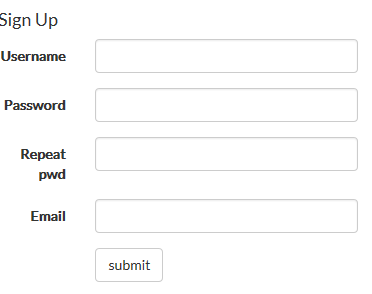 Sign Up
Username
Password
Repeat
pwd
Email
submit